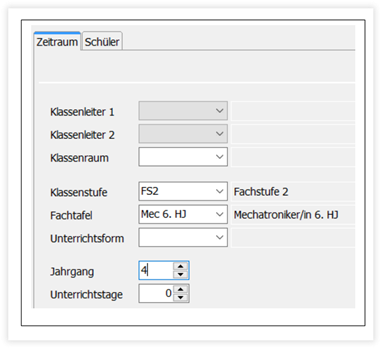 Zeitraum Schüler
Klassenleiter 1
Klassenleiter 2
Klassenraum
Klassenstufe FS2 Fachstufe 2
Fachtafel Mec 6. HJ Mechatroniker/in 6. HJ
Unterrichtsform
Jahrgang 4
Unterrichtstage 0